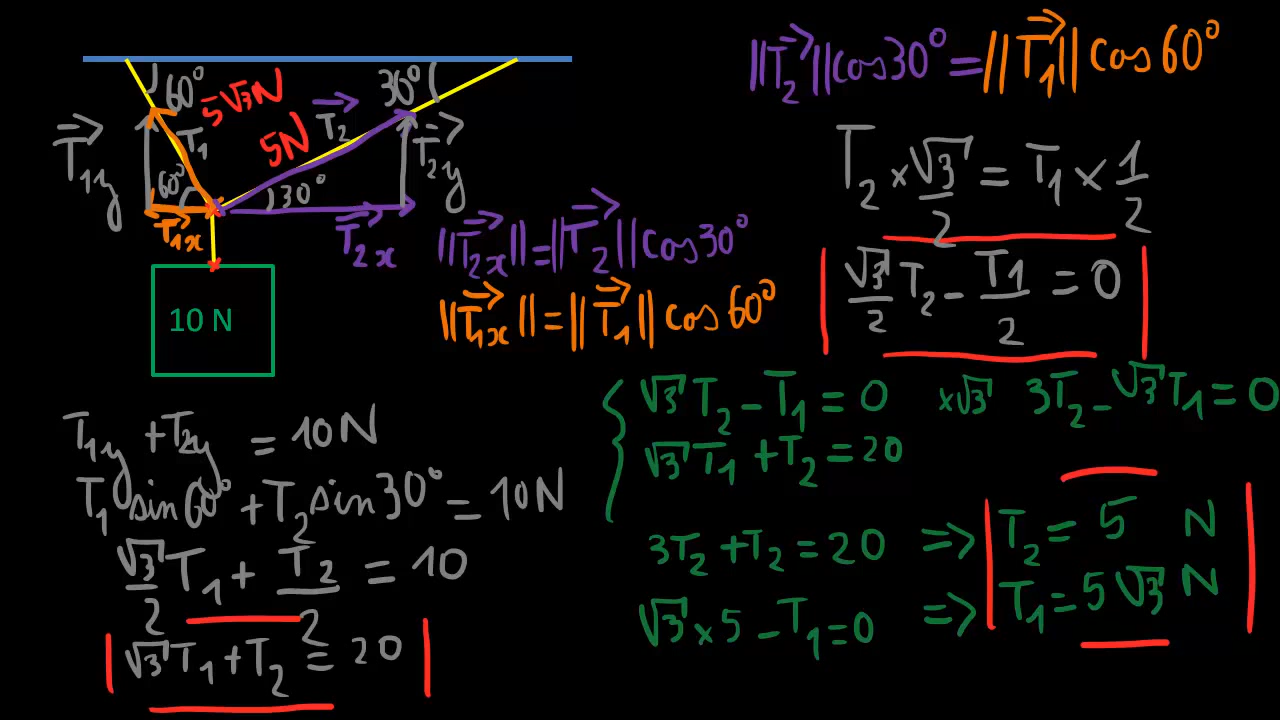 60°
30°
5√3 N
T₁
T₂
5N
T₁y
T₂y
60°
30°
T₁x
T₂x
10 N
||T₂x|| = ||T₂|| cos 30°
||T₁x|| = ||T₁|| cos 60°
T₁y + T₂y = 10 N
T₁ sin 60° + T₂ sin 30° = 10 N
√3/2 T₁ + T₂/2 = 10
√3 T₁ + T₂ = 20
||T₂|| cos 30° = ||T₁|| cos 60°
T₂ × √3/2 = T₁ × 1/2
√3/2 T₂ - T₁/2 = 0
√3 T₂ - T₁ = 0 ×√3 3T₂ - √3 T₁ = 0
√3 T₁ + T₂ = 20
3T₂ + T₂ = 20 => T₂ = 5 N
√3 × 5 - T₁ = 0 => T₁ = 5√3 N